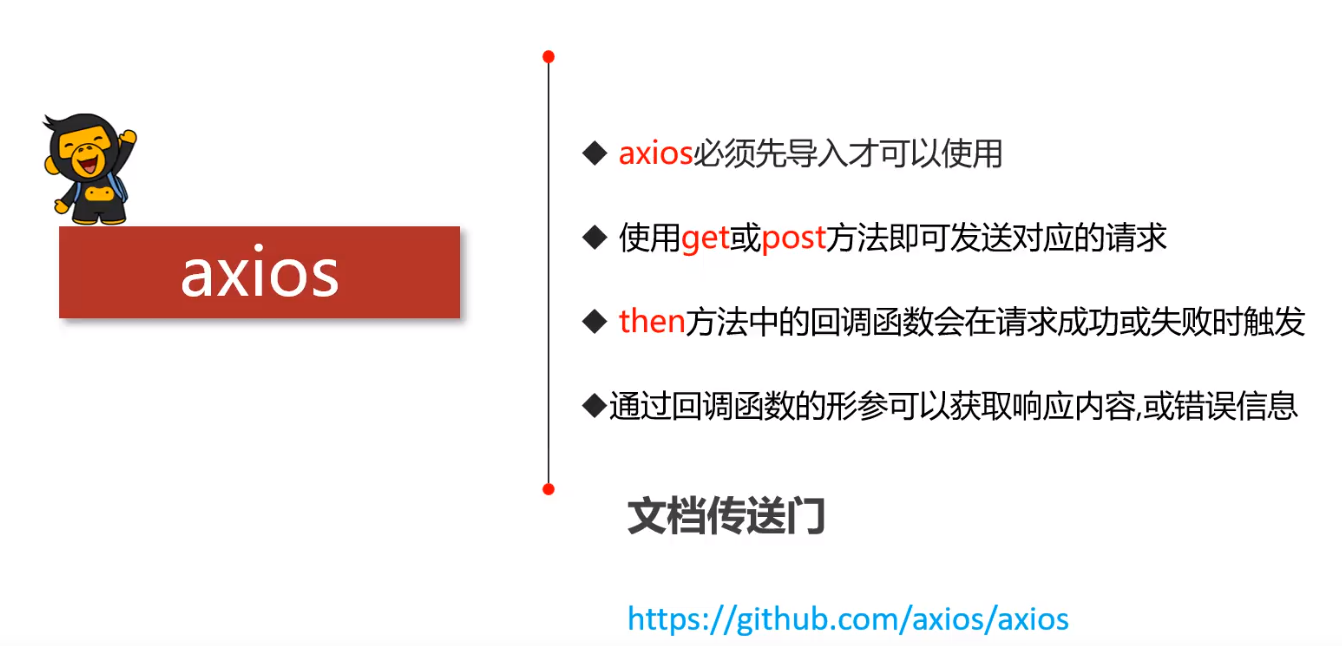 axios
axios必须先导入才可以使用
使用get或post方法即可发送对应的请求
then方法中的回调函数会在请求成功或失败时触发
通过回调函数的形参可以获取响应内容,或错误信息
文档传送门
https://github.com/axios/axios